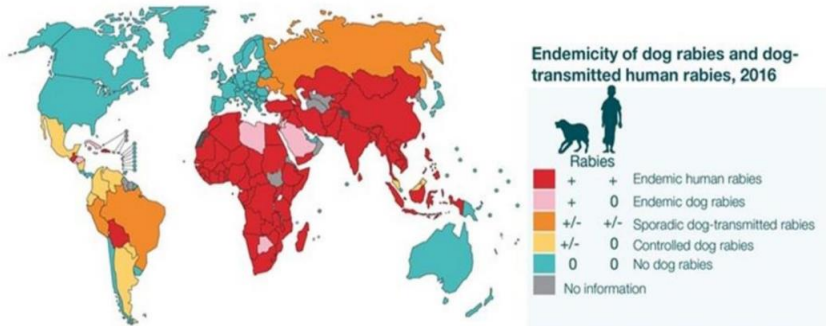 Endemicity of dog rabies and dog-
transmitted human rabies, 2016
Rabies
+ + Endemic human rabies
+ 0 Endemic dog rabies
+/- +/- Sporadic dog-transmitted rabies
+/- 0 Controlled dog rabies
0 0 No dog rabies
No information